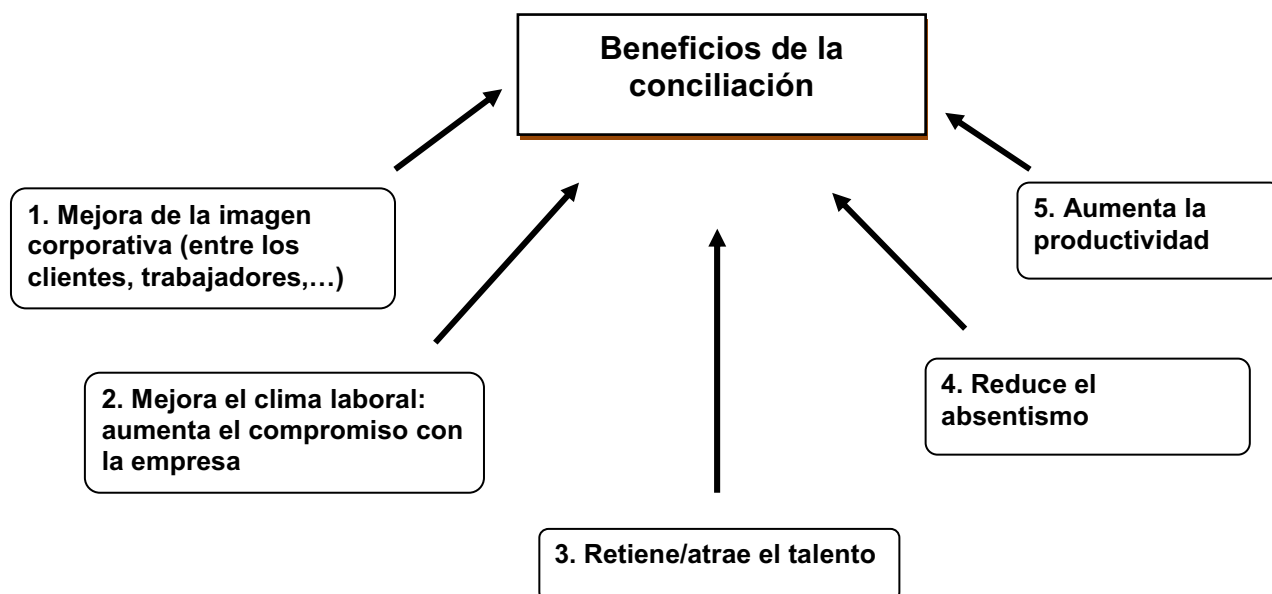 Beneficios de la
conciliación
1. Mejora de la imagen
corporativa (entre los
clientes, trabajadores,…)
2. Mejora el clima laboral:
aumenta el compromiso con
la empresa
3. Retiene/atrae el talento
4. Reduce el
absentismo
5. Aumenta la
productividad